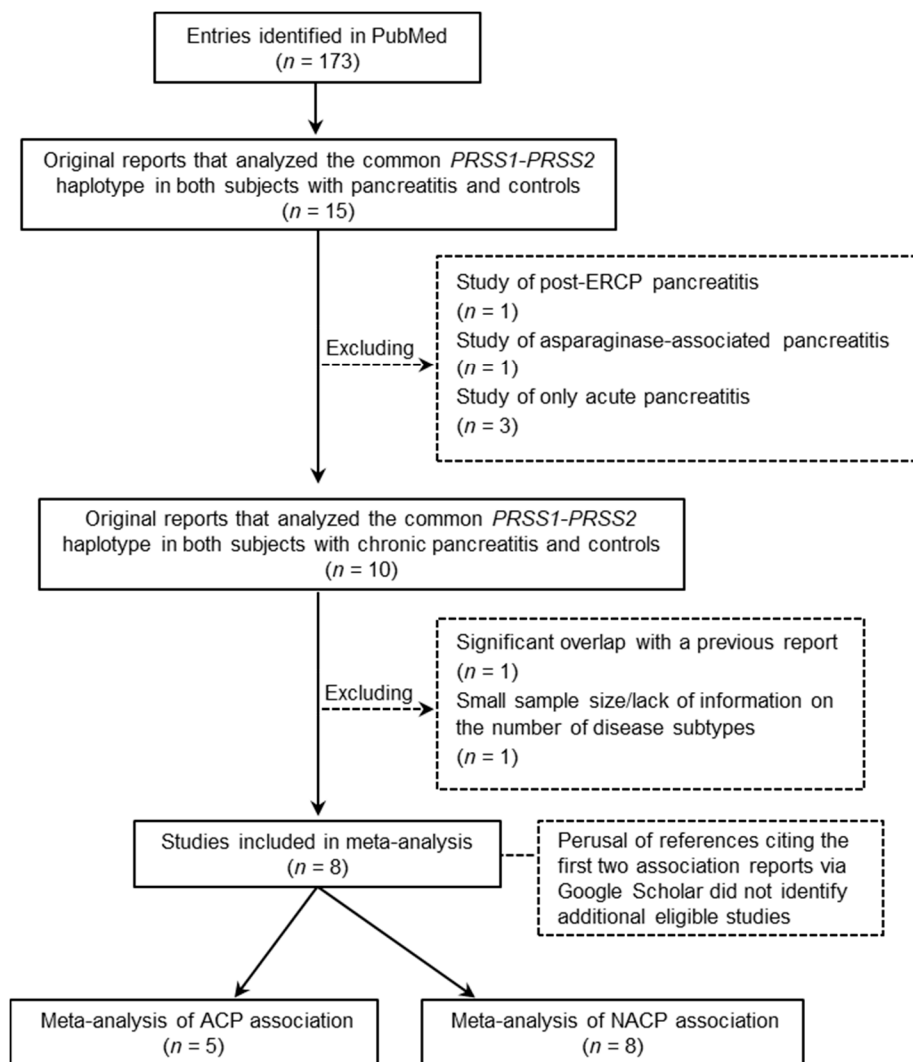 Entries identified in PubMed
(n = 173)
Original reports that analyzed the common PRSS1-PRSS2
haplotype in both subjects with pancreatitis and controls
(n = 15)
Study of post-ERCP pancreatitis
(n = 1)
Study of asparaginase-associated pancreatitis
(n = 1)
Study of only acute pancreatitis
(n = 3)
Excluding
Original reports that analyzed the common PRSS1-PRSS2
haplotype in both subjects with chronic pancreatitis and controls
(n = 10)
Significant overlap with a previous report
(n = 1)
Small sample size/lack of information on
the number of disease subtypes
(n = 1)
Excluding
Studies included in meta-analysis
(n = 8)
Perusal of references citing the
first two association reports via
Google Scholar did not identify
additional eligible studies
Meta-analysis of ACP association
(n = 5)
Meta-analysis of NACP association
(n = 8)